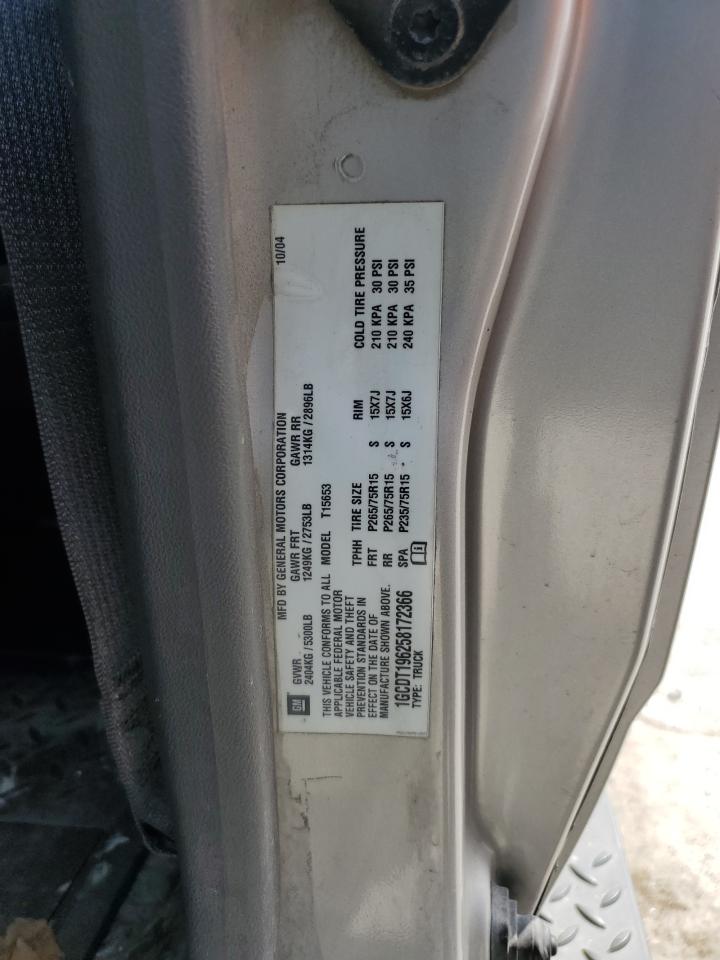 MFD BY GENERAL MOTORS CORPORATION 10/04
GM
GVWR GAWR FRT GAWR RR
2404KG / 5300LB 1249KG / 2753LB 1314KG / 2896LB
THIS VEHICLE CONFORMS TO ALL
APPLICABLE FEDERAL MOTOR
VEHICLE SAFETY AND THEFT
PREVENTION STANDARDS IN
EFFECT ON THE DATE OF
MANUFACTURE SHOWN ABOVE.
1GCDT196258172366
TYPE: TRUCK
MODEL T15653
TPHH TIRE SIZE RIM COLD TIRE PRESSURE
FRT P265/75R15 S 15X7J 210 KPA 30 PSI
RR P265/75R15 S 15X7J 210 KPA 30 PSI
SPA P235/75R15 S 15X6J 240 KPA 35 PSI